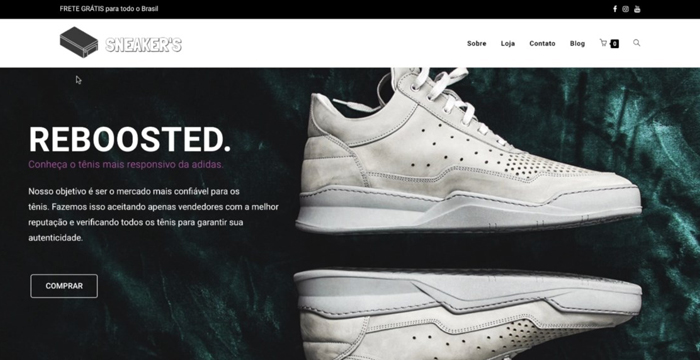 FRETE GRÁTIS para todo o Brasil
SNEAKER'S
Sobre Loja Contato Blog 0
REBOOSTED.
Conheça o tênis mais responsivo da adidas.
Nosso objetivo é ser o mercado mais confiável para os
tênis. Fazemos isso aceitando apenas vendedores com a melhor
reputação e verificando todos os tênis para garantir sua
autenticidade.
COMPRAR